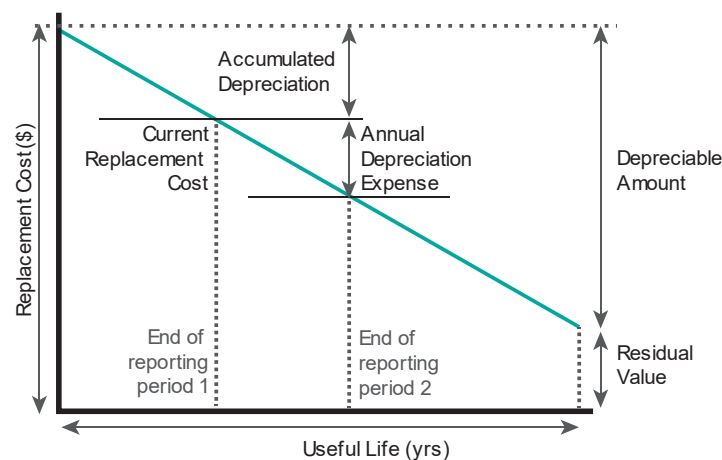 Accumulated
Depreciation
Current
Replacement
Cost
Annual
Depreciation
Expense
Depreciable
Amount
Replacement Cost ($)
End of
reporting
period 1
End of
reporting
period 2
Residual
Value
Useful Life (yrs)